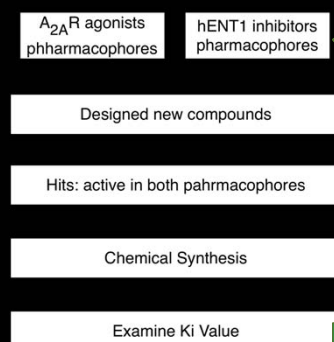 A2AR agonists
phharmacophores
hENT1 inhibitors
pharmacophores
Designed new compounds
Hits: active in both pahrmacophores
Chemical Synthesis
Examine Ki Value